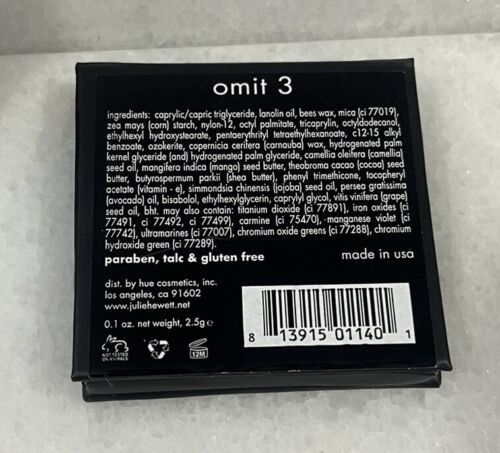 omit 3
ingredients: caprylic/capric triglyceride, lanolin oil, bees wax, mica (ci 77019),
zea mays (corn) starch, nylon-12, octyl palmitate, tricaprylin, octyldodecanol,
ethylhexyl hydroxystearate, pentaerythrityl tetraethylhexanoate, c12-15 alkyl
benzoate, ozokerite, copernicia cerifera (carnauba) wax, hydrogenated palm
kernel glyceride (and) hydrogenated palm glyceride, camellia oleifera (camellia)
seed oil, mangifera indica (mango) seed butter, theobroma cacao (cocoa) seed
butter, butyrospermum parkii (shea butter), phenyl trimethicone, tocopheryl
acetate (vitamin - e), simmondsia chinensis (jojoba) seed oil, persea gratissima
(avocado) oil, bisabolol, ethylhexylglycerin, caprylyl glycol, vitis vinifera (grape)
seed oil, bht. may also contain: titanium dioxide (ci 77891), iron oxides (ci
77491, ci 77492, ci 77499), carmine (ci 75470), manganese violet (ci
77742), ultramarines (ci 77007), chromium oxide greens (ci 77288), chromium
hydroxide green (ci 77289).
paraben, talc & gluten free
made in usa
dist. by hue cosmetics, inc.
los angeles, ca 91602
www.juliehewett.net
0.1 oz. net weight, 2.5g ℮
8 13915 01140 1
NOT TESTED
ON ANIMALS
12M